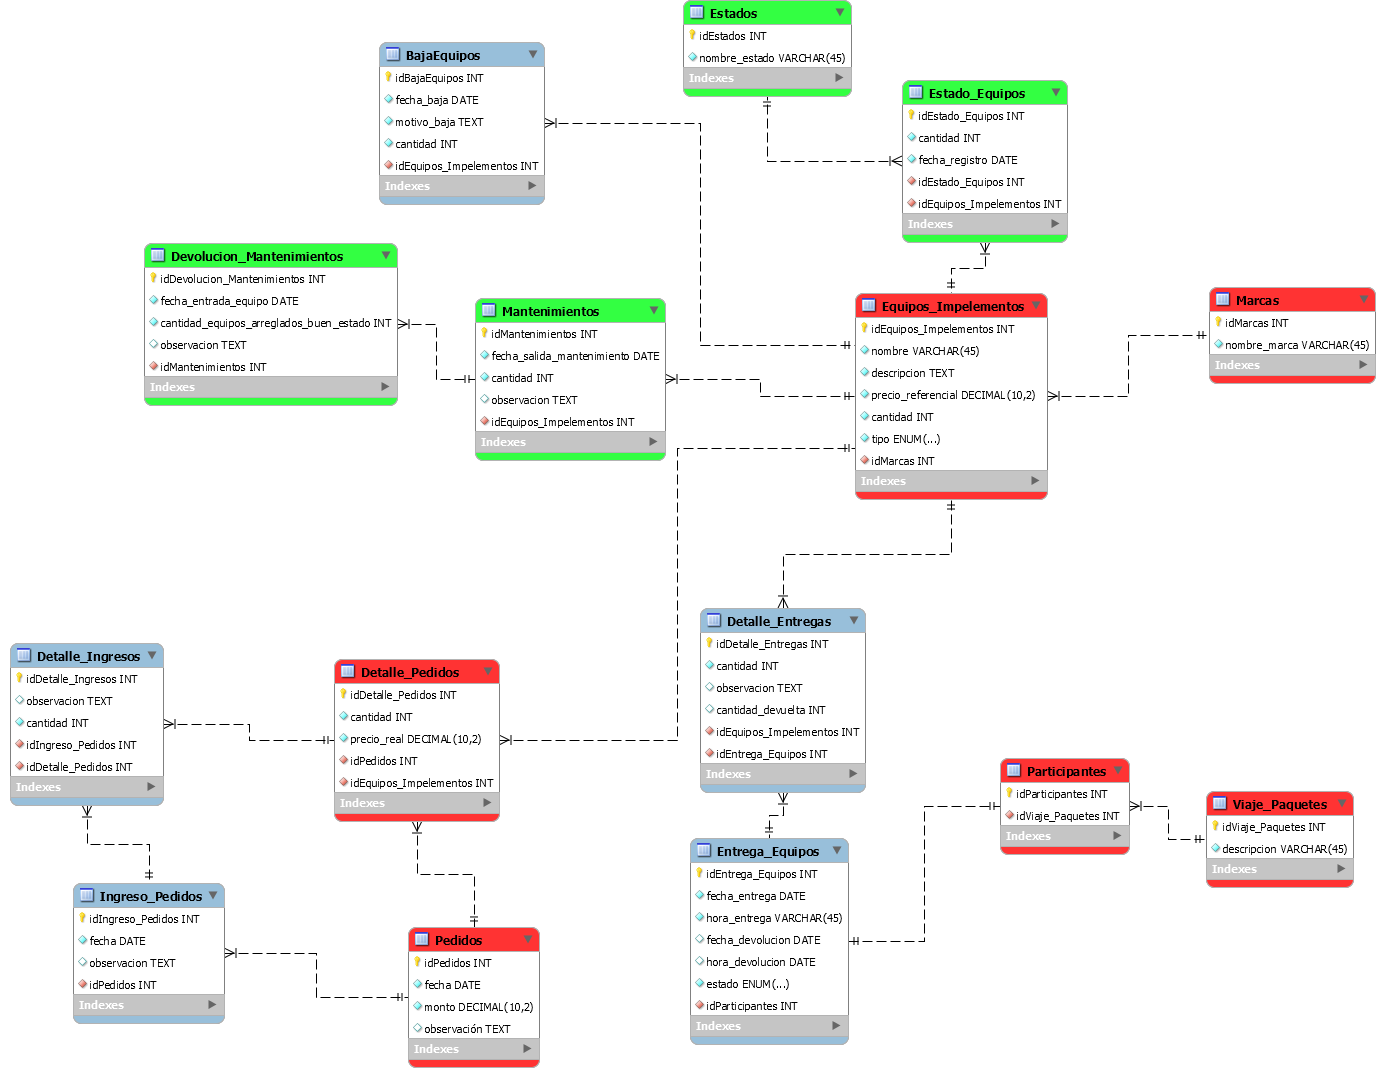 Estados
idEstados INT
nombre_estado VARCHAR(45)
Indexes
BajaEquipos
idBajaEquipos INT
fecha_baja DATE
motivo_baja TEXT
cantidad INT
idEquipos_Impelementos INT
Indexes
Estado_Equipos
idEstado_Equipos INT
cantidad INT
fecha_registro DATE
idEstado_Equipos INT
idEquipos_Impelementos INT
Indexes
Devolucion_Mantenimientos
idDevolucion_Mantenimientos INT
fecha_entrada_equipo DATE
cantidad_equipos_arreglados_buen_estado INT
observacion TEXT
idMantenimientos INT
Indexes
Mantenimientos
idMantenimientos INT
fecha_salida_mantenimiento DATE
cantidad INT
observacion TEXT
idEquipos_Impelementos INT
Indexes
Equipos_Impelementos
idEquipos_Impelementos INT
nombre VARCHAR(45)
descripcion TEXT
precio_referencial DECIMAL(10,2)
cantidad INT
tipo ENUM(...)
idMarcas INT
Indexes
Marcas
idMarcas INT
nombre_marca VARCHAR(45)
Indexes
Detalle_Ingresos
idDetalle_Ingresos INT
observacion TEXT
cantidad INT
idIngreso_Pedidos INT
idDetalle_Pedidos INT
Indexes
Detalle_Pedidos
idDetalle_Pedidos INT
cantidad INT
precio_real DECIMAL(10,2)
idPedidos INT
idEquipos_Impelementos INT
Indexes
Detalle_Entregas
idDetalle_Entregas INT
cantidad INT
observacion TEXT
cantidad_devuelta INT
idEquipos_Impelementos INT
idEntrega_Equipos INT
Indexes
Participantes
idParticipantes INT
idViaje_Paquetes INT
Indexes
Viaje_Paquetes
idViaje_Paquetes INT
descripcion VARCHAR(45)
Indexes
Ingreso_Pedidos
idIngreso_Pedidos INT
fecha DATE
observacion TEXT
idPedidos INT
Indexes
Pedidos
idPedidos INT
fecha DATE
monto DECIMAL(10,2)
observación TEXT
Indexes
Entrega_Equipos
idEntrega_Equipos INT
fecha_entrega DATE
hora_entrega VARCHAR(45)
fecha_devolucion DATE
hora_devolucion DATE
estado ENUM(...)
idParticipantes INT
Indexes